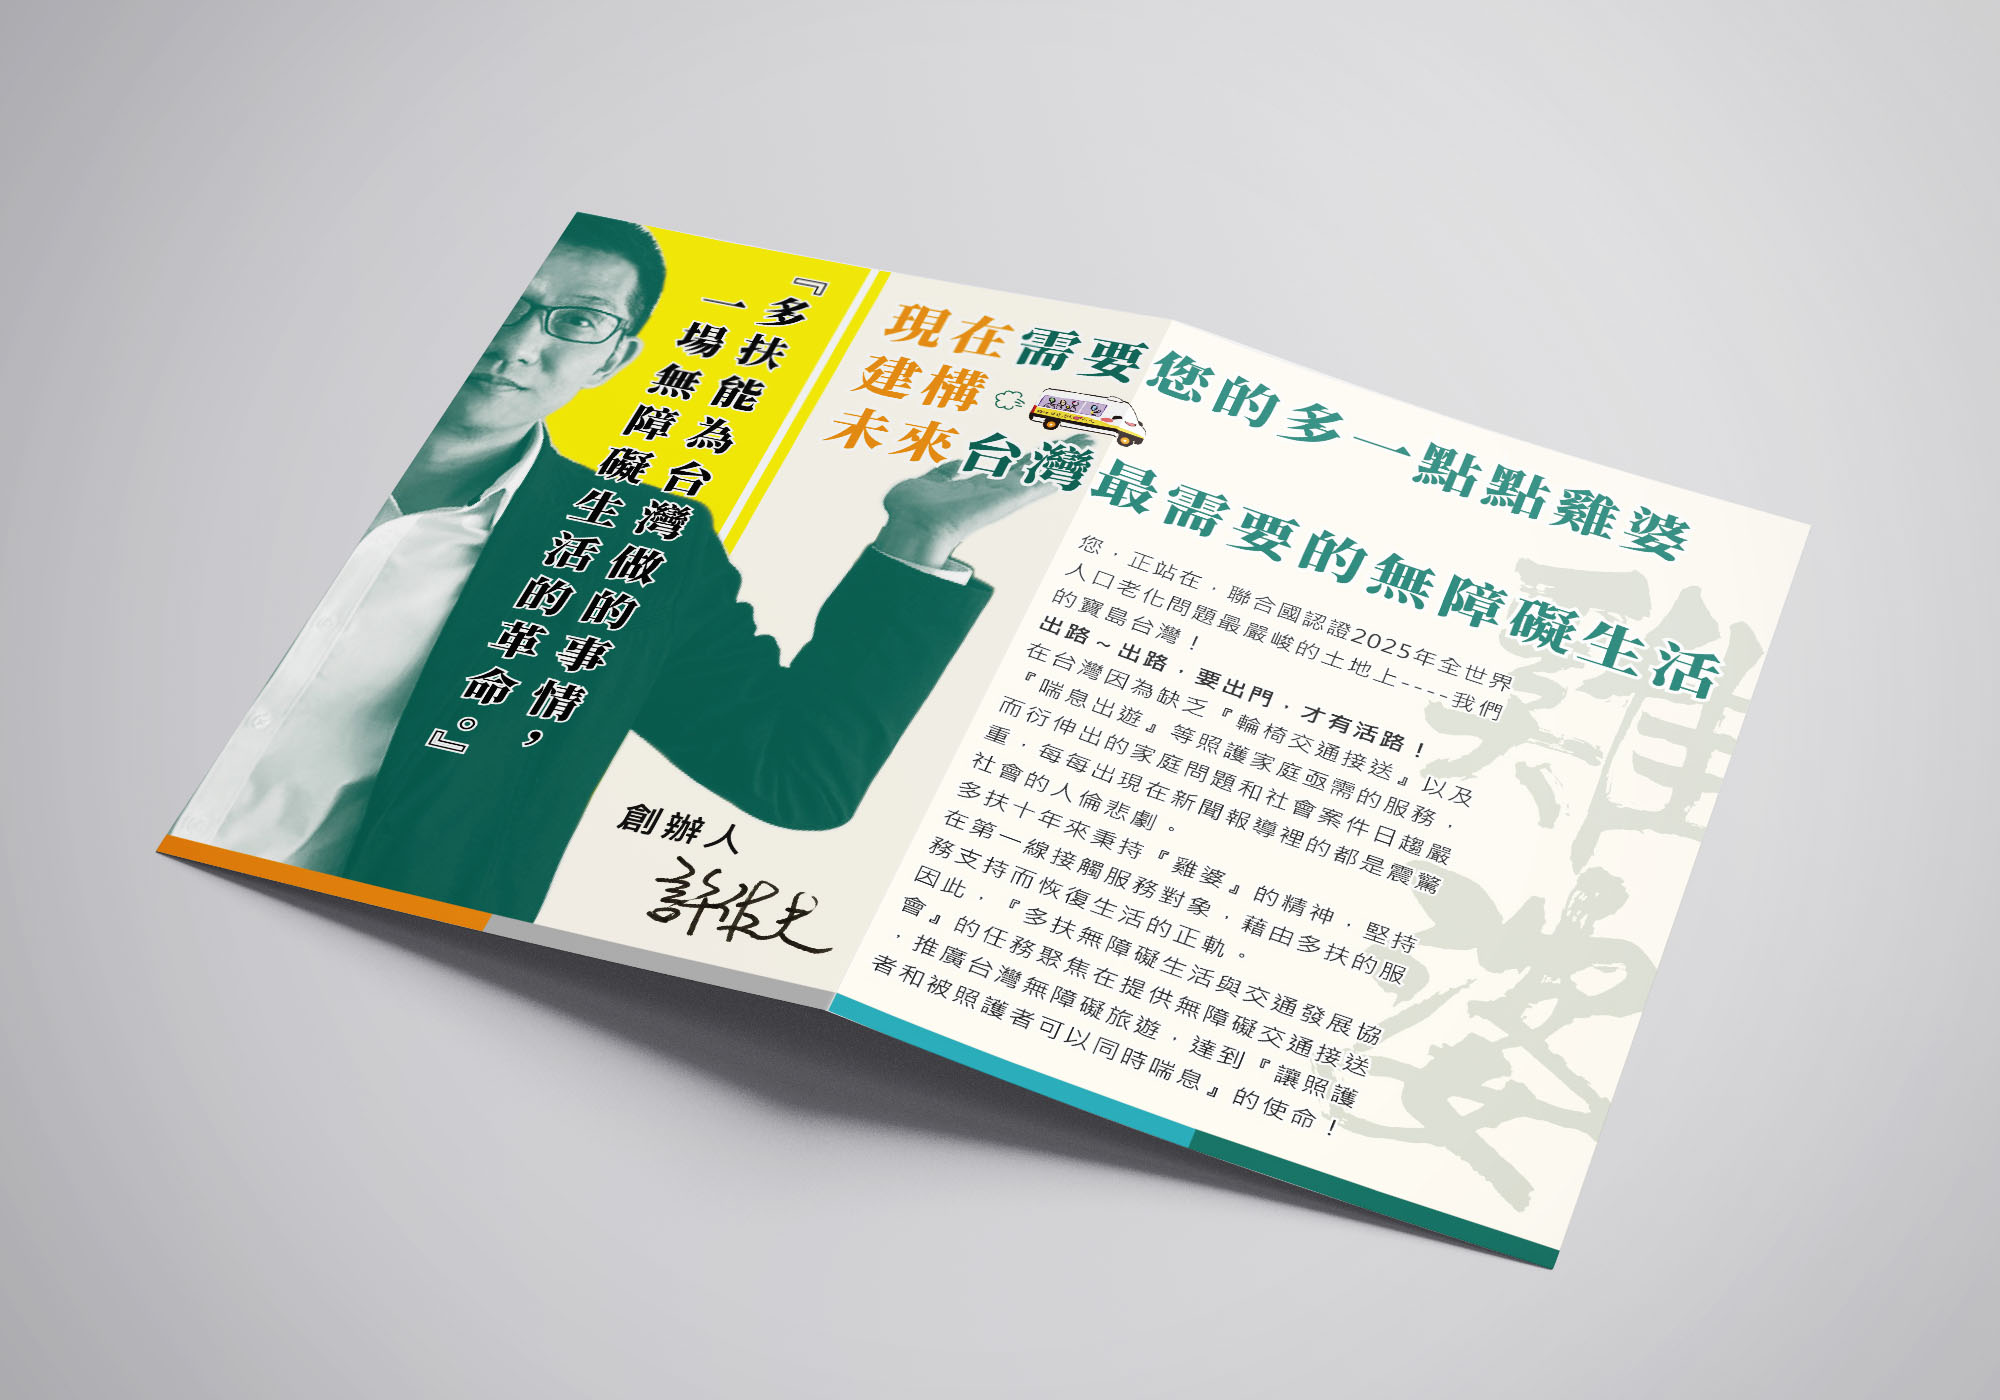 『多扶能為台灣做的事情，
一場無障礙生活的革命。』
創辦人
現在需要您的多一點點雞婆
建構
未來台灣最需要的無障礙生活
您，正站在，聯合國認證2025年全世界
人口老化問題最嚴峻的土地上----我們
的寶島台灣！
出路～出路，要出門，才有活路！
在台灣因為缺乏『輪椅交通接送』以及
『喘息出遊』等照護家庭亟需的服務，
而衍伸出的家庭問題和社會案件日趨嚴
重，每每出現在新聞報導裡的都是震驚
社會的人倫悲劇。
多扶十年來秉持『雞婆』的精神，堅持
在第一線接觸服務對象，藉由多扶的服
務支持而恢復生活的正軌。
因此，『多扶無障礙生活與交通發展協
會』的任務聚焦在提供無障礙交通接送
，推廣台灣無障礙旅遊，達到『讓照護
者和被照護者可以同時喘息』的使命！
雞婆